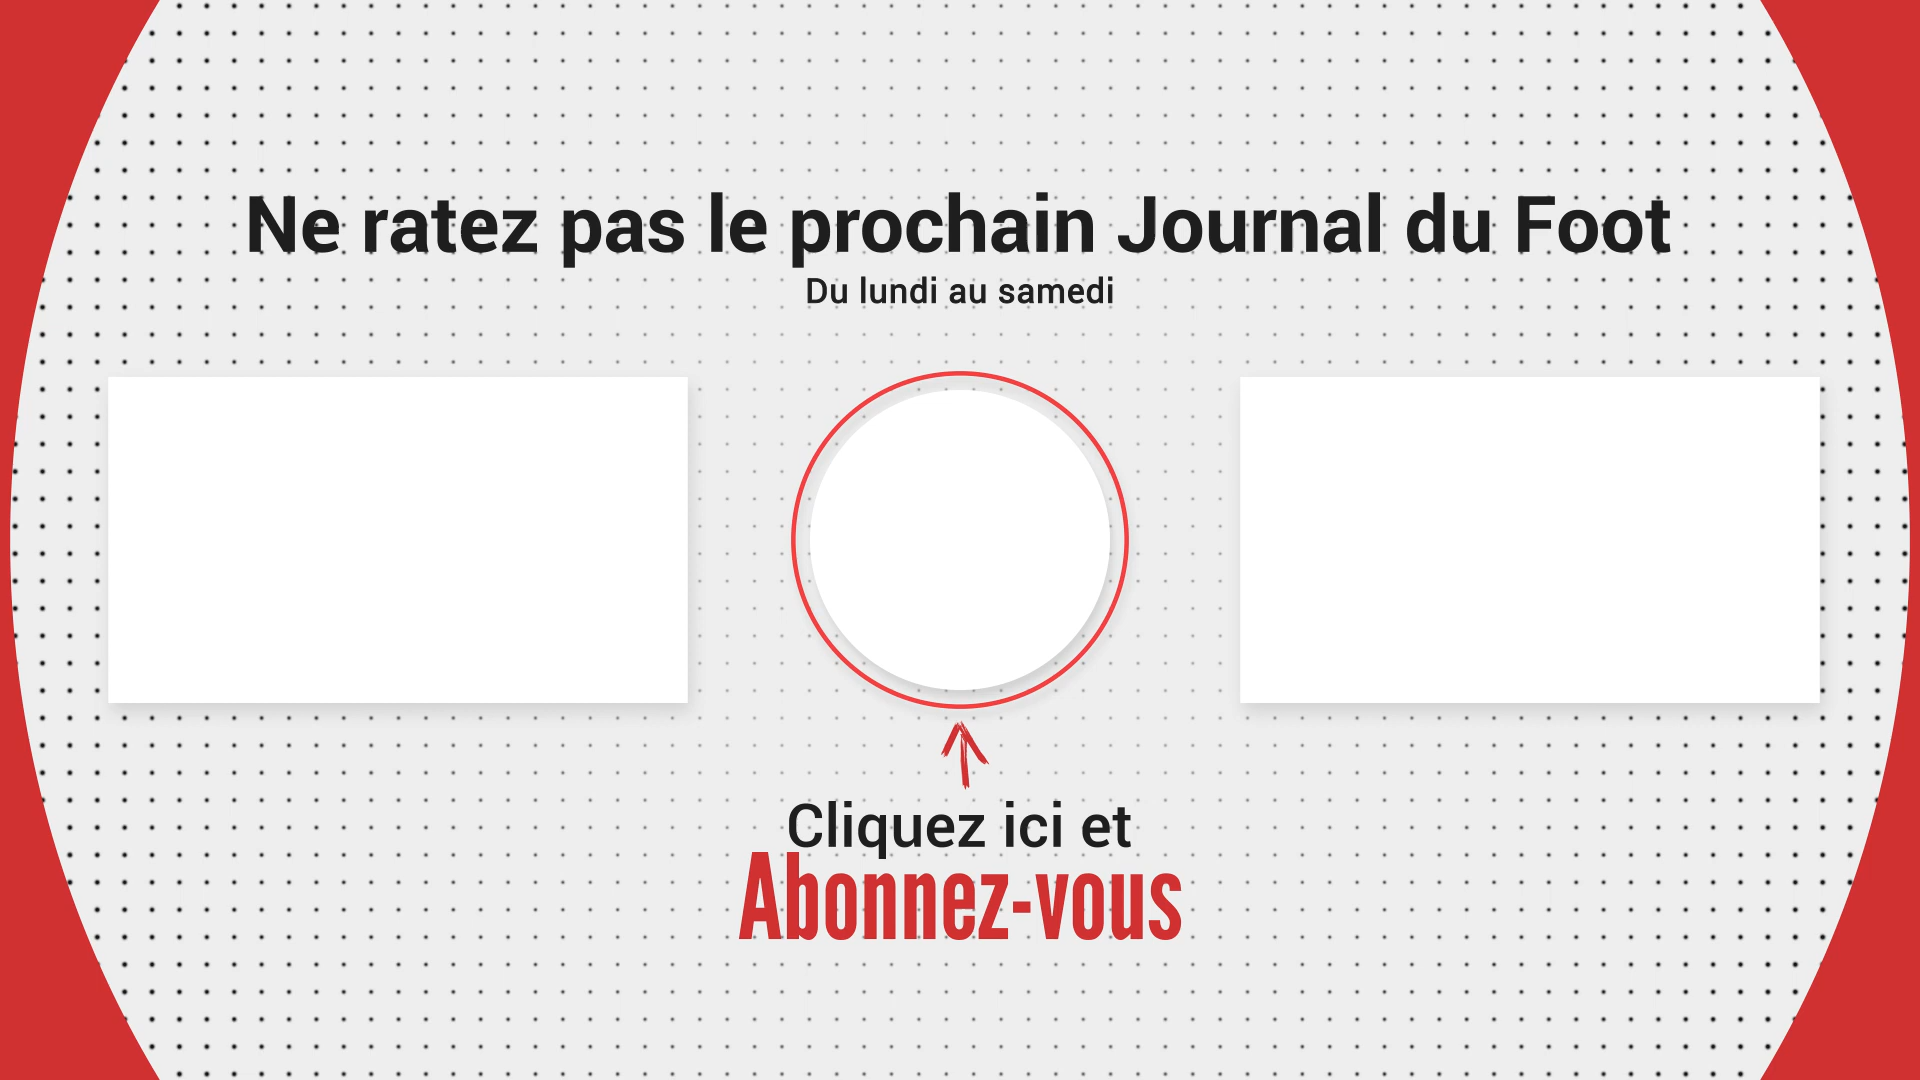 Ne ratez pas le prochain Journal du Foot
Du lundi au samedi
Cliquez ici et
Abonnez-vous